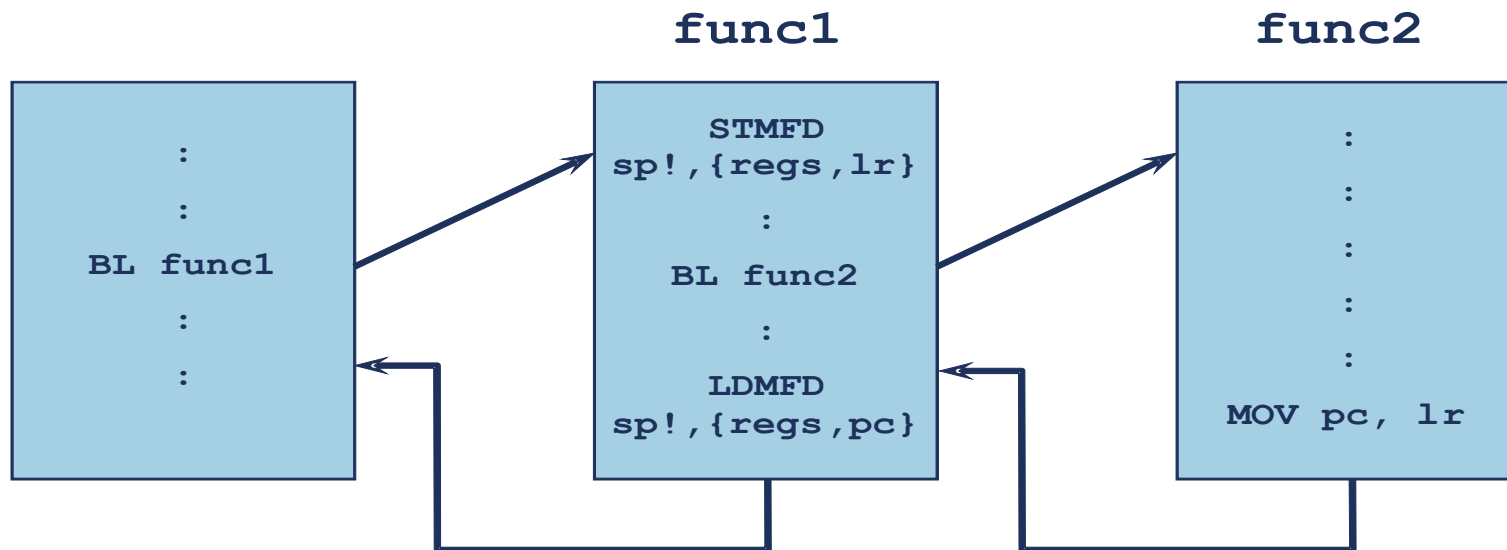 func1
func2
:
:
BL func1
:
:
STMFD
sp!,{regs,lr}
:
BL func2
:
LDMFD
sp!,{regs,pc}
:
:
:
:
:
MOV pc, lr